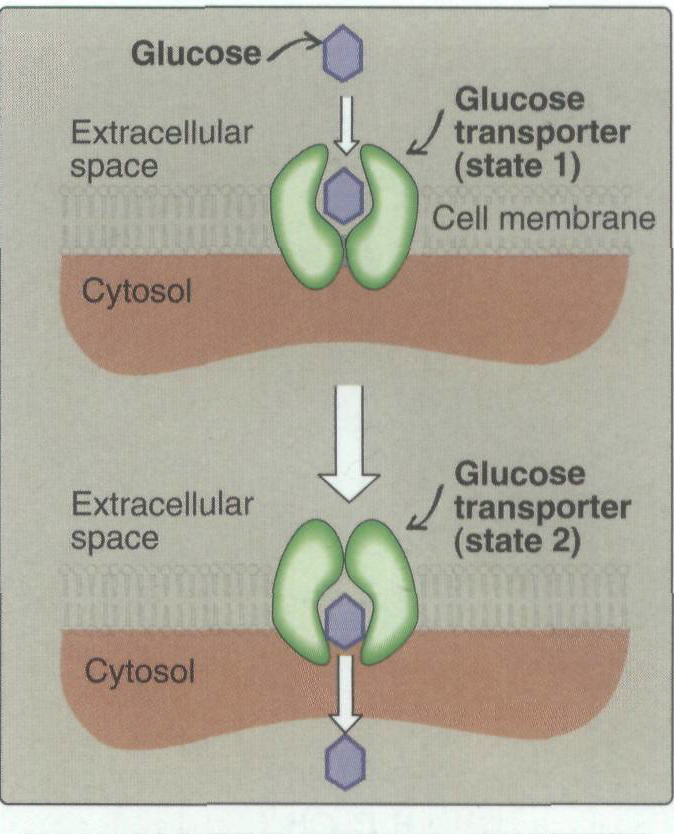 Glucose
Glucose
transporter
(state 1)
Extracellular
space
Cell membrane
Cytosol
Glucose
transporter
(state 2)
Extracellular
space
Cytosol